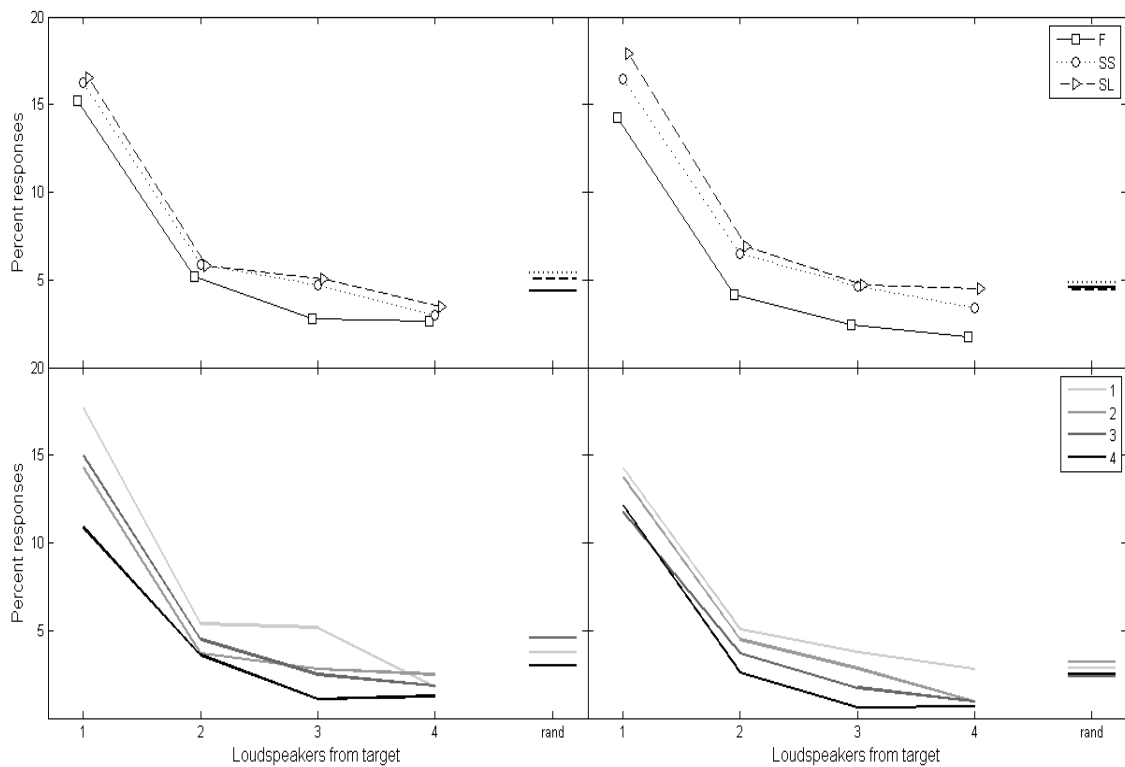 20
15
10
5
Percent responses
F
SS
SL
20
15
10
5
Percent responses
1
2
3
4
1 2 3 4 rand
Loudspeakers from target
1 2 3 4 rand
Loudspeakers from target